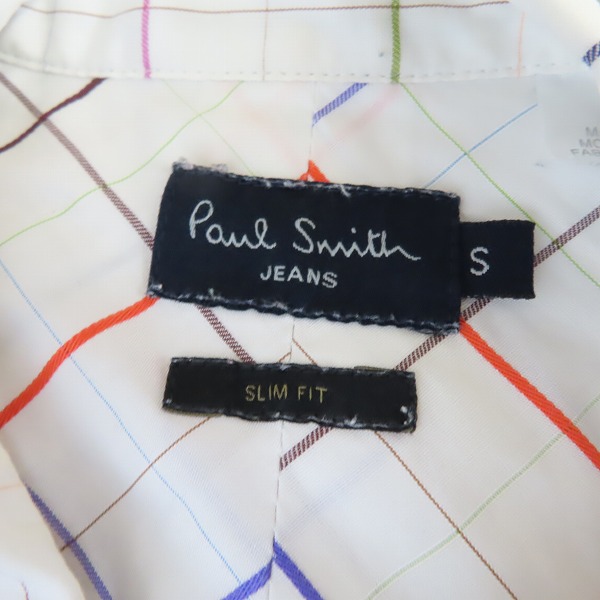 Paul Smith
JEANS
S
SLIM FIT